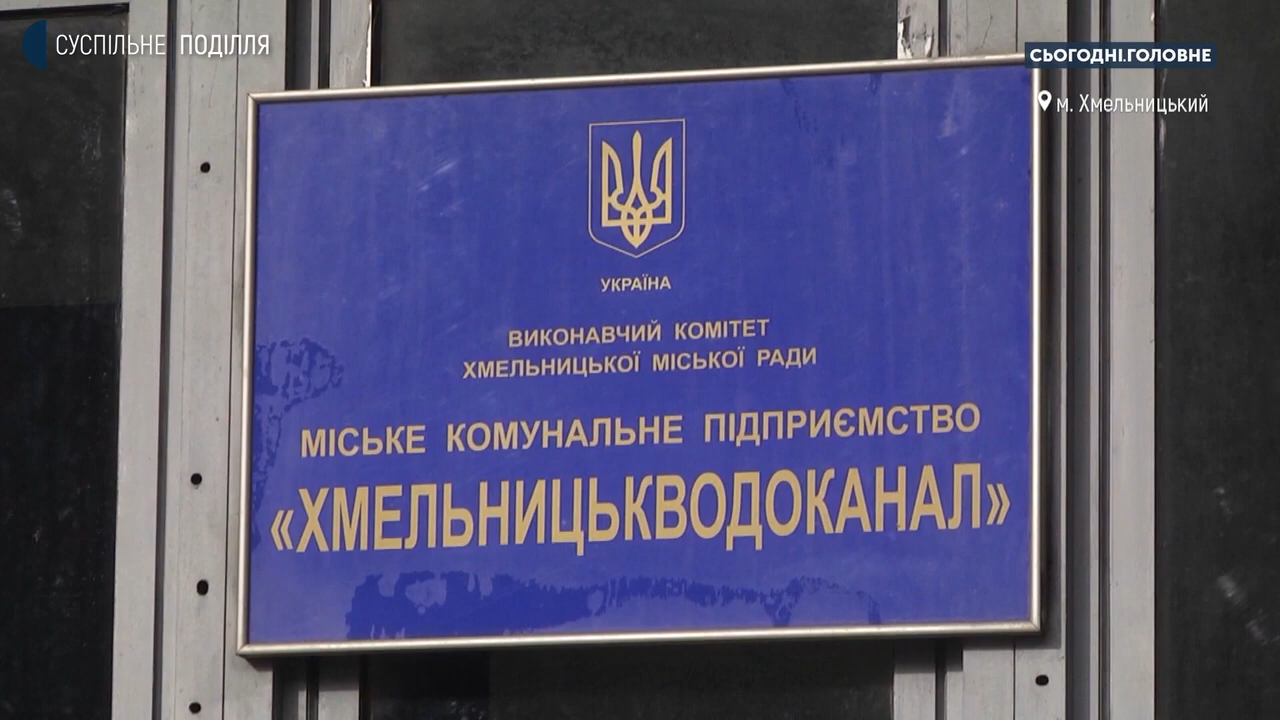 СУСПІЛЬНЕ ПОДІЛЛЯ
СЬОГОДНІ.ГОЛОВНЕ
м. Хмельницький
УКРАЇНА
ВИКОНАВЧИЙ КОМІТЕТ
ХМЕЛЬНИЦЬКОЇ МІСЬКОЇ РАДИ
МІСЬКЕ КОМУНАЛЬНЕ ПІДПРИЄМСТВО
«ХМЕЛЬНИЦЬКВОДОКАНАЛ»